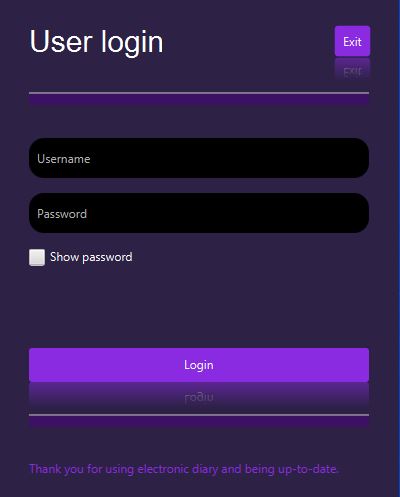 User login
Exit
Username
Password
Show password
Login
Thank you for using electronic diary and being up-to-date.